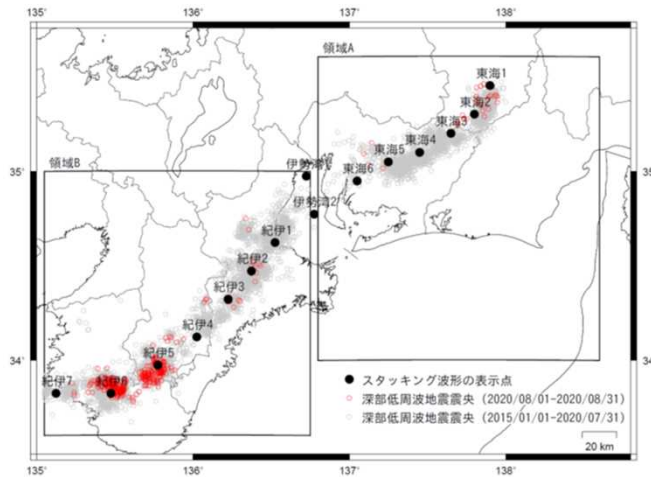 135˚ 136˚ 137˚ 138˚
領域A
東海1
東海2
東海3
東海4
東海5
東海6
35˚ 35˚
領域B
伊勢湾1
伊勢湾2
紀伊1
紀伊2
紀伊3
紀伊4
34˚ 34˚
紀伊5
紀伊6
紀伊7
スタッキング波形の表示点
深部低周波地震震央 (2020/08/01-2020/08/31)
深部低周波地震震央 (2015/01/01-2020/07/31)
20 km
135˚ 136˚ 137˚ 138˚